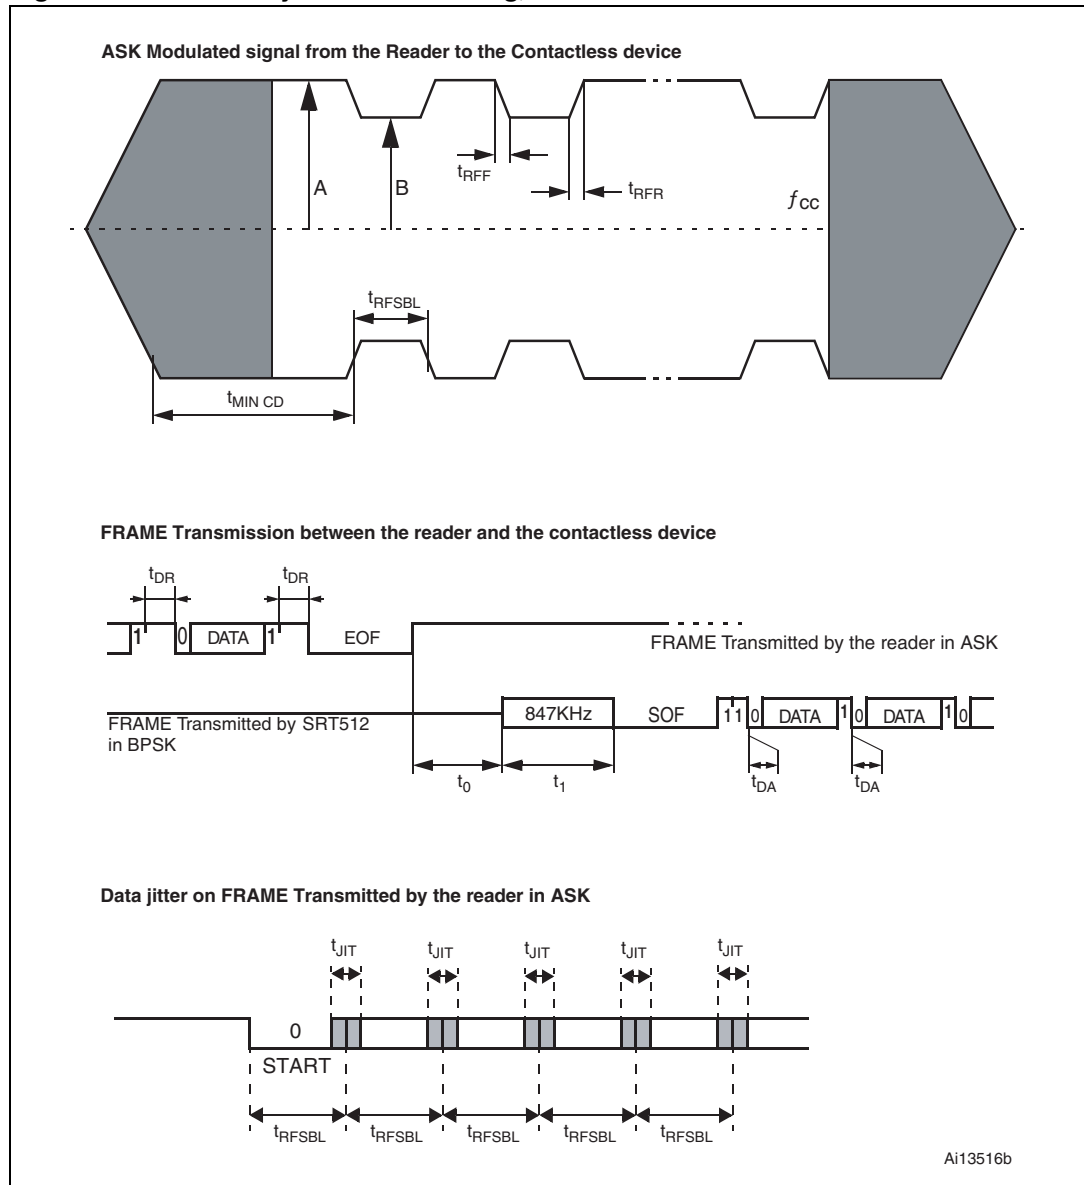 ASK Modulated signal from the Reader to the Contactless device
A
B
tRFF
tRFR
ƒcc
tRFSBL
tMIN CD
FRAME Transmission between the reader and the contactless device
tDR
tDR
1
0
DATA
1
EOF
FRAME Transmitted by the reader in ASK
847KHz
SOF
1 1 0
DATA
1 0
DATA
1 0
FRAME Transmitted by SRT512
in BPSK
t0
t1
tDA
tDA
Data jitter on FRAME Transmitted by the reader in ASK
tJIT
tJIT
tJIT
tJIT
tJIT
0
START
tRFSBL
tRFSBL
tRFSBL
tRFSBL
tRFSBL
Ai13516b